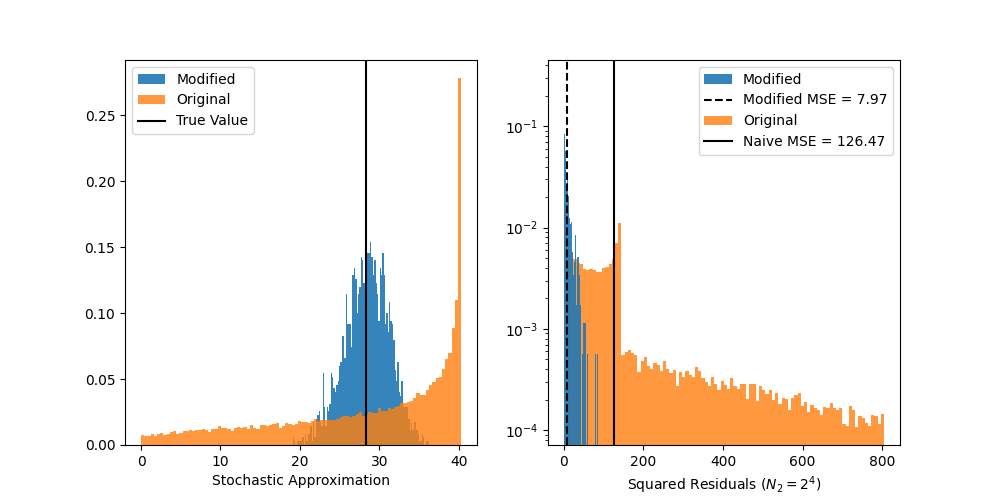 Modified
Original
True Value
0.25
0.20
0.15
0.10
0.05
0.00
0
10
20
30
40
Stochastic Approximation
Modified
Modified MSE = 7.97
Original
Naive MSE = 126.47
10⁻¹
10⁻²
10⁻³
10⁻⁴
0
200
400
600
800
Squared Residuals (N₂ = 2⁴)